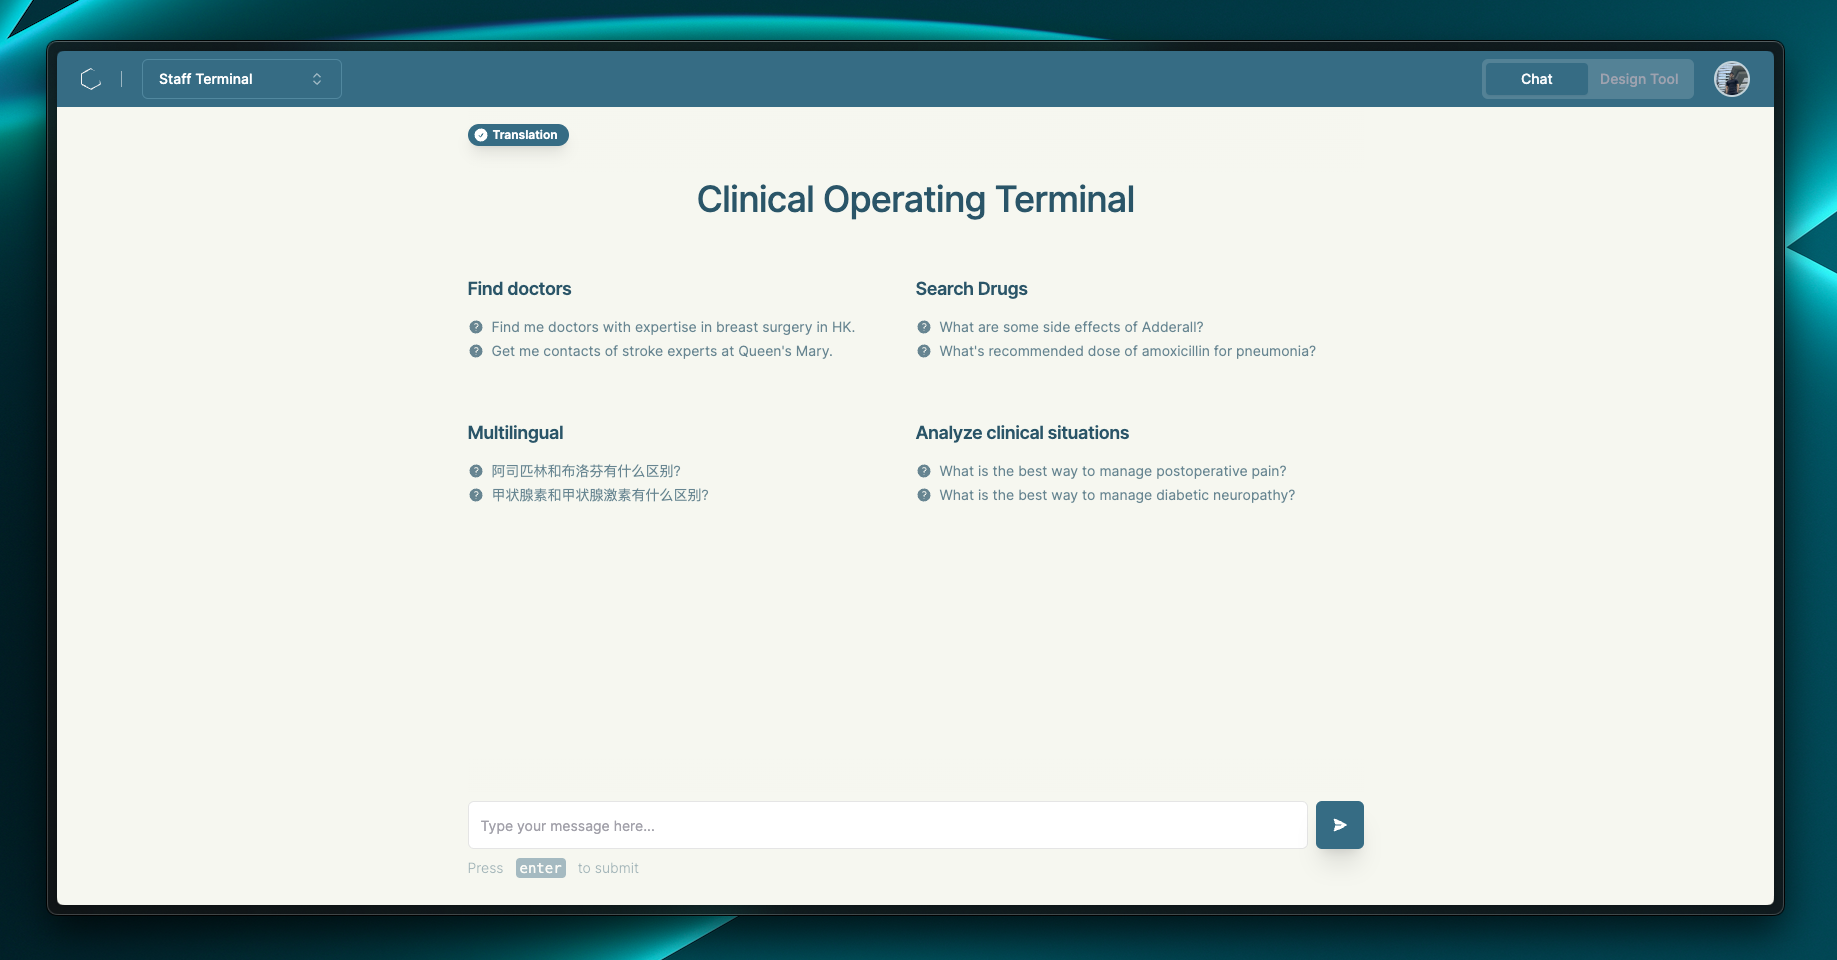 Staff Terminal
Chat
Design Tool
Translation
Clinical Operating Terminal
Find doctors
Find me doctors with expertise in breast surgery in HK.
Get me contacts of stroke experts at Queen's Mary.
Search Drugs
What are some side effects of Adderall?
What's recommended dose of amoxicillin for pneumonia?
Multilingual
阿司匹林和布洛芬有什么区别?
甲状腺素和甲状腺激素有什么区别?
Analyze clinical situations
What is the best way to manage postoperative pain?
What is the best way to manage diabetic neuropathy?
Type your message here...
Press enter to submit